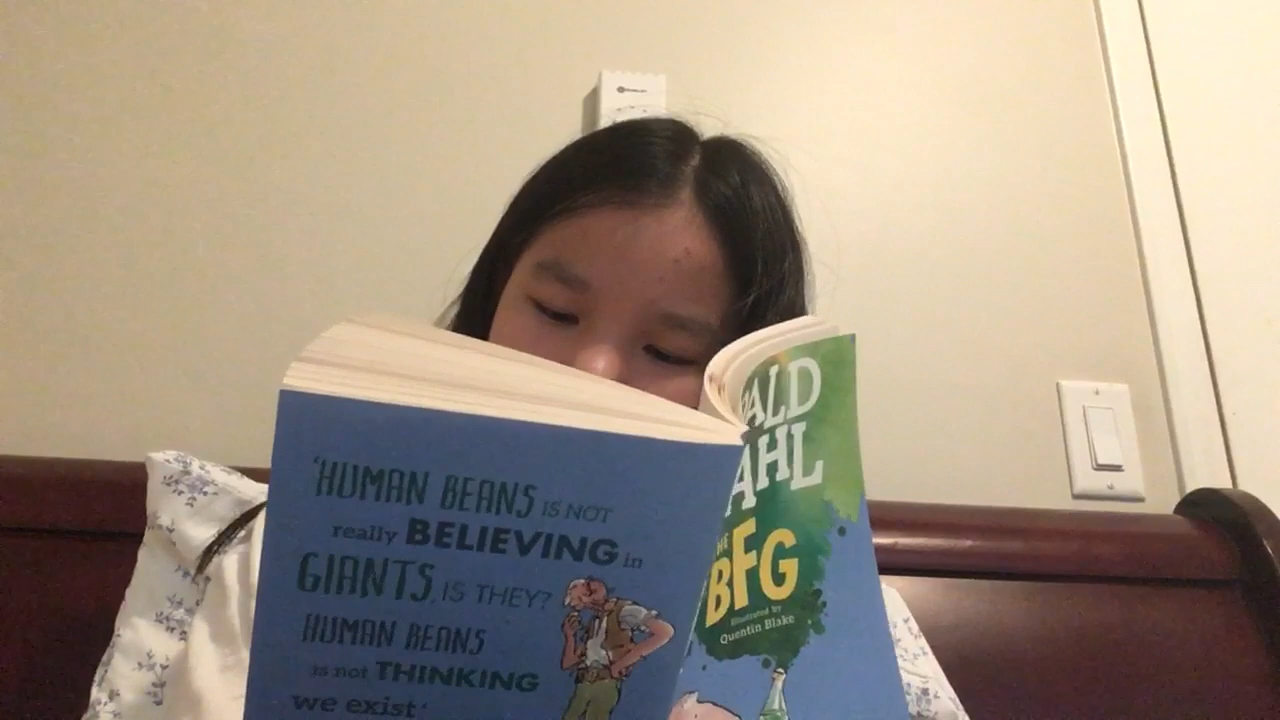 'HUMAN BEANS IS NOT
really BELIEVING in
GIANTS, IS THEY?
HUMAN BEANS
is not THINKING
we exist'
ALD
AHL
HE
BFG
Illustrated by
Quentin Blake